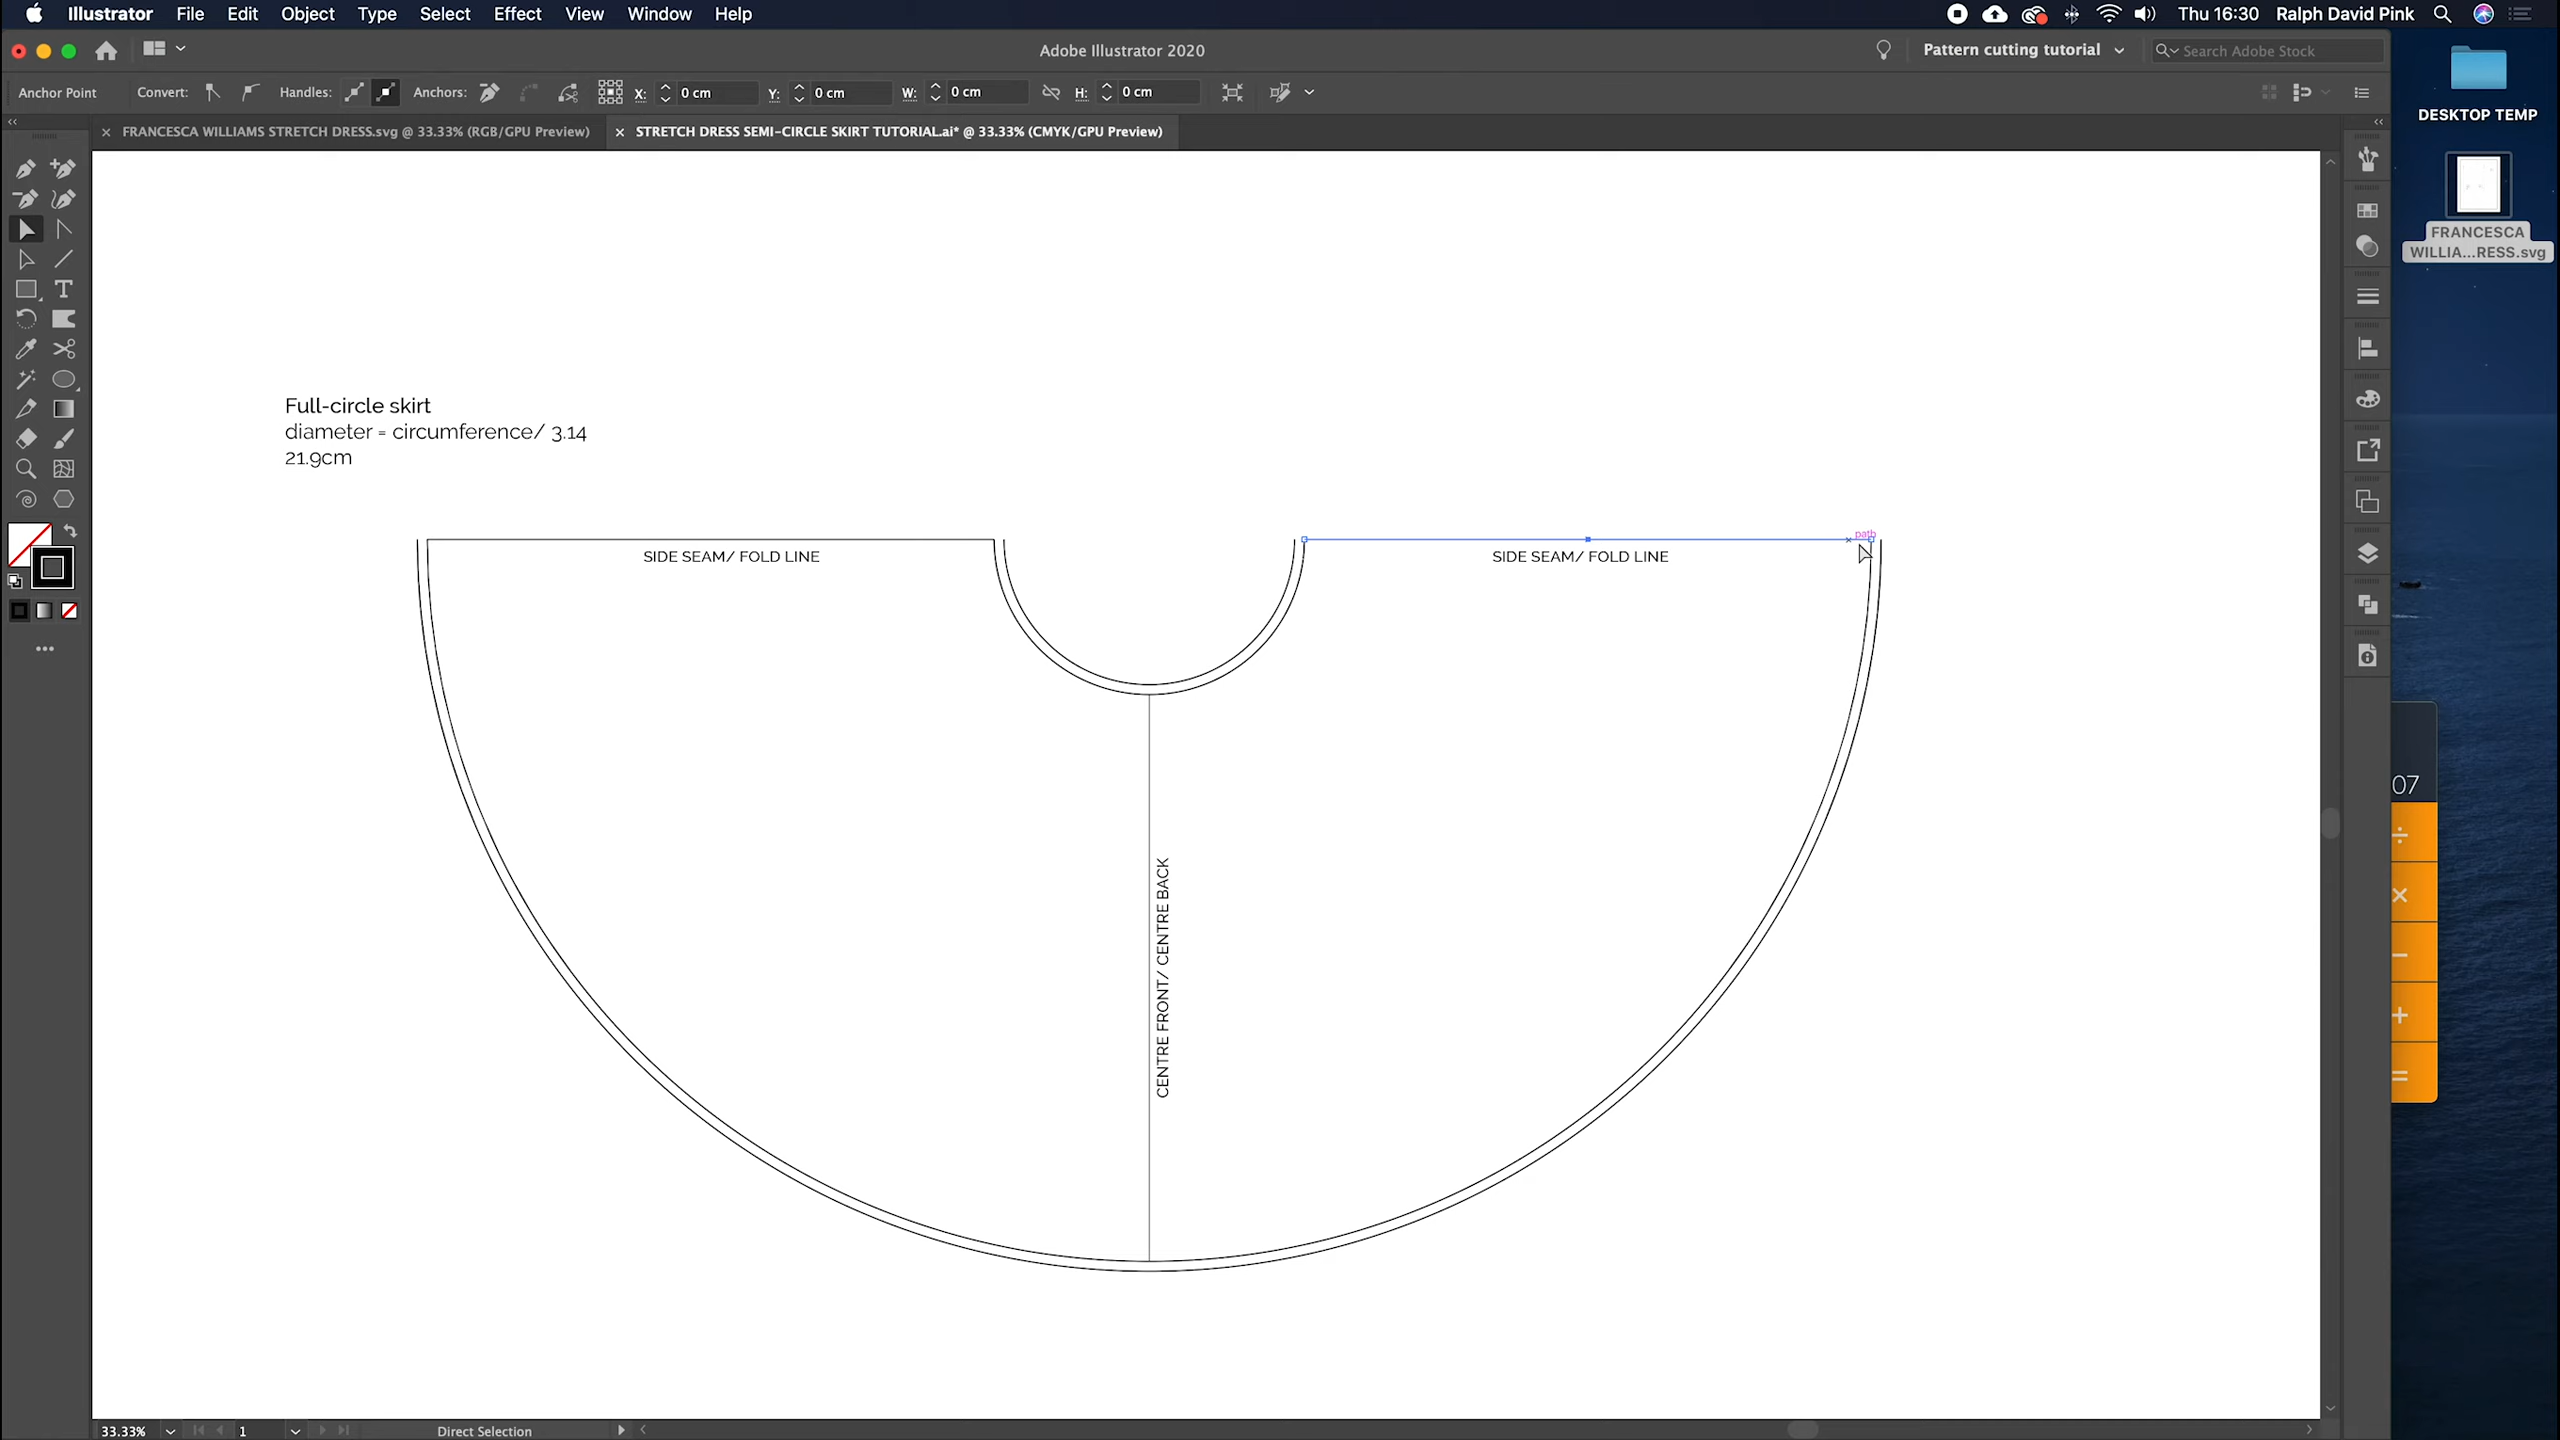 Illustrator File Edit Object Type Select Effect View Window Help
Thu 16:30 Ralph David Pink
Adobe Illustrator 2020
Pattern cutting tutorial
Search Adobe Stock
Anchor Point Convert: Handles: Anchors: X: 0 cm Y: 0 cm W: 0 cm H: 0 cm
FRANCESCA WILLIAMS STRETCH DRESS.svg @ 33.33% (RGB/GPU Preview)
STRETCH DRESS SEMI-CIRCLE SKIRT TUTORIAL.ai* @ 33.33% (CMYK/GPU Preview)
DESKTOP TEMP
FRANCESCA
WILLIA...RESS.svg
Full-circle skirt
diameter = circumference/ 3.14
21.9cm
path
SIDE SEAM/ FOLD LINE
SIDE SEAM/ FOLD LINE
CENTRE FRONT/ CENTRE BACK
07
÷
×
−
+
=
33.33% 1 Direct Selection